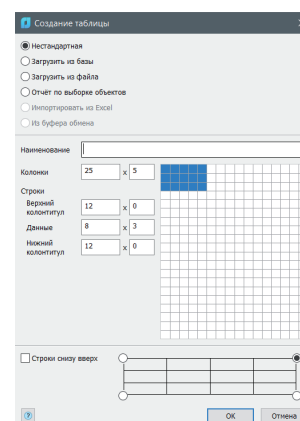 Создание таблицы
Нестандартная
Загрузить из базы
Загрузить из файла
Отчёт по выборке объектов
Импортировать из Excel
Из буфера обмена
Наименование
Колонки 25 x 5
Строки
Верхний колонтитул 12 x 0
Данные 8 x 3
Нижний колонтитул 12 x 0
Строки снизу вверх
? OK Отмена